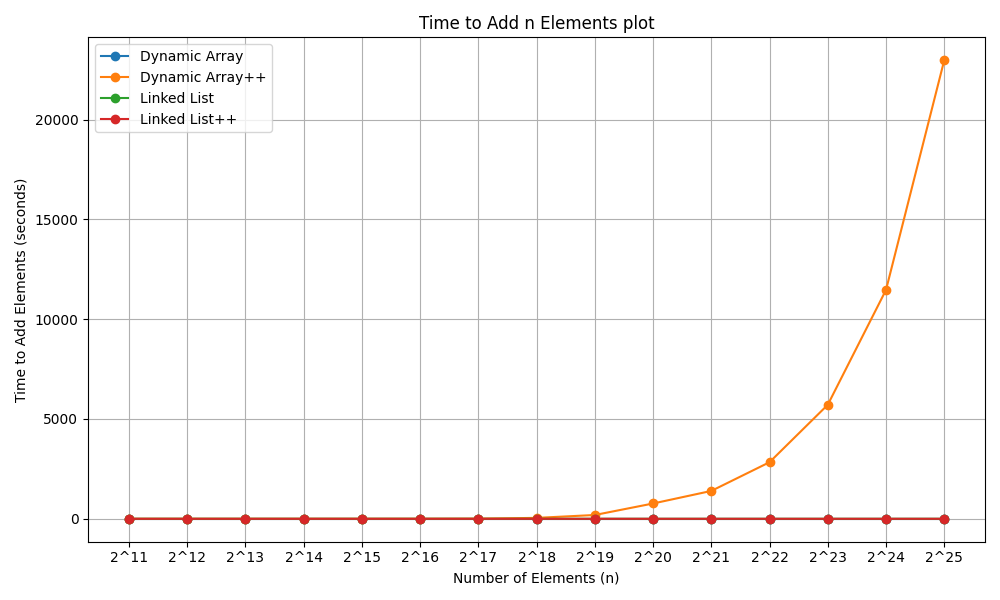 Time to Add n Elements plot
Dynamic Array
Dynamic Array++
Linked List
Linked List++
Time to Add Elements (seconds)
20000
15000
10000
5000
0
2^11 2^12 2^13 2^14 2^15 2^16 2^17 2^18 2^19 2^20 2^21 2^22 2^23 2^24 2^25
Number of Elements (n)